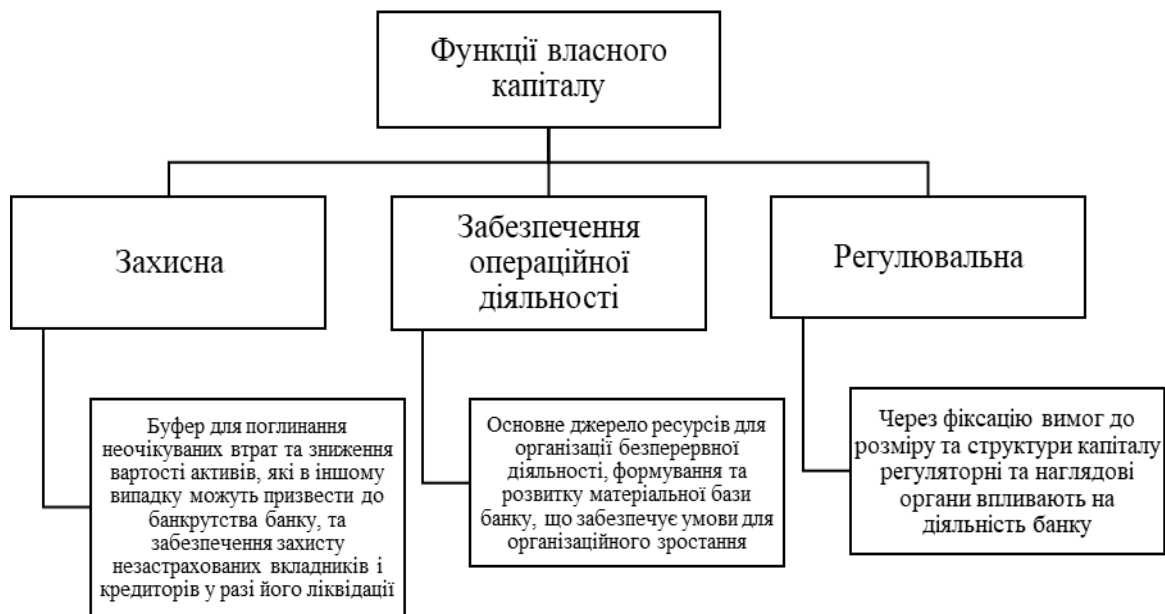 Функції власного
капіталу
Захисна
Забезпечення
операційної
діяльності
Регулювальна
Буфер для поглинання
неочікуваних втрат та зниження
вартості активів, які в іншому
випадку можуть призвести до
банкрутства банку, та
забезпечення захисту
незастрахованих вкладників і
кредиторів у разі його ліквідації
Основне джерело ресурсів для
організації безперервної
діяльності, формування та
розвитку матеріальної бази
банку, що забезпечує умови для
організаційного зростання
Через фіксацію вимог до
розміру та структури капіталу
регуляторні та наглядові
органи впливають на
діяльність банку